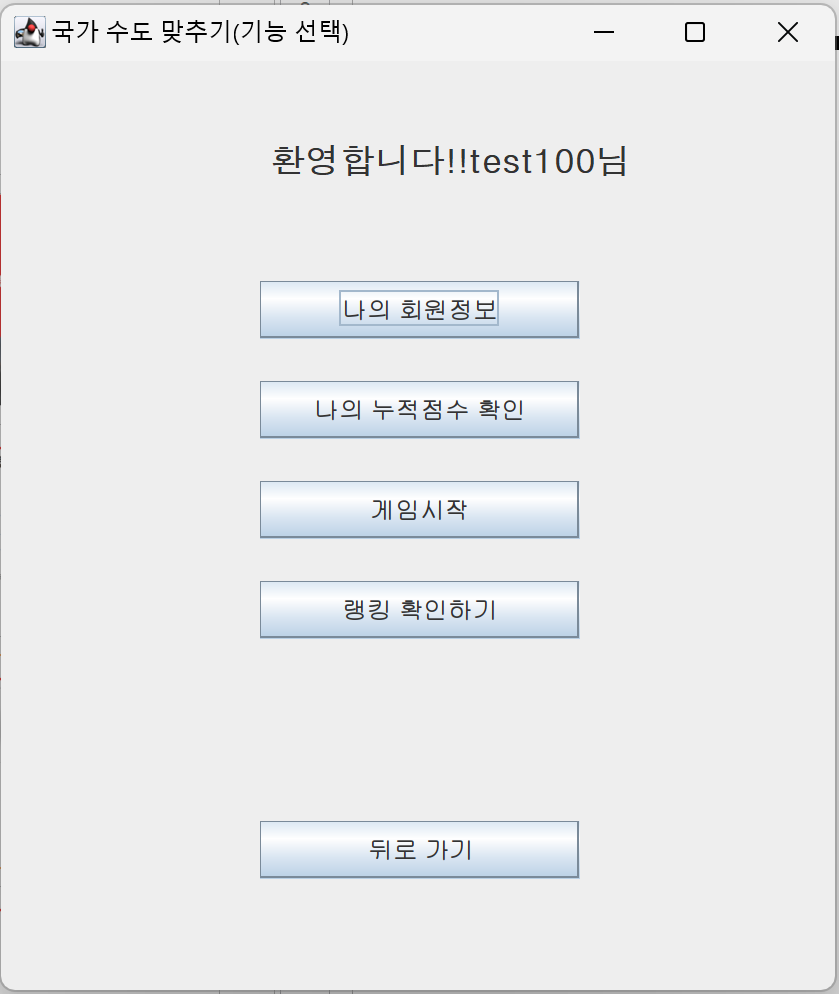 국가 수도 맞추기(기능 선택)
환영합니다!!test100님
나의 회원정보
나의 누적점수 확인
게임시작
랭킹 확인하기
뒤로 가기